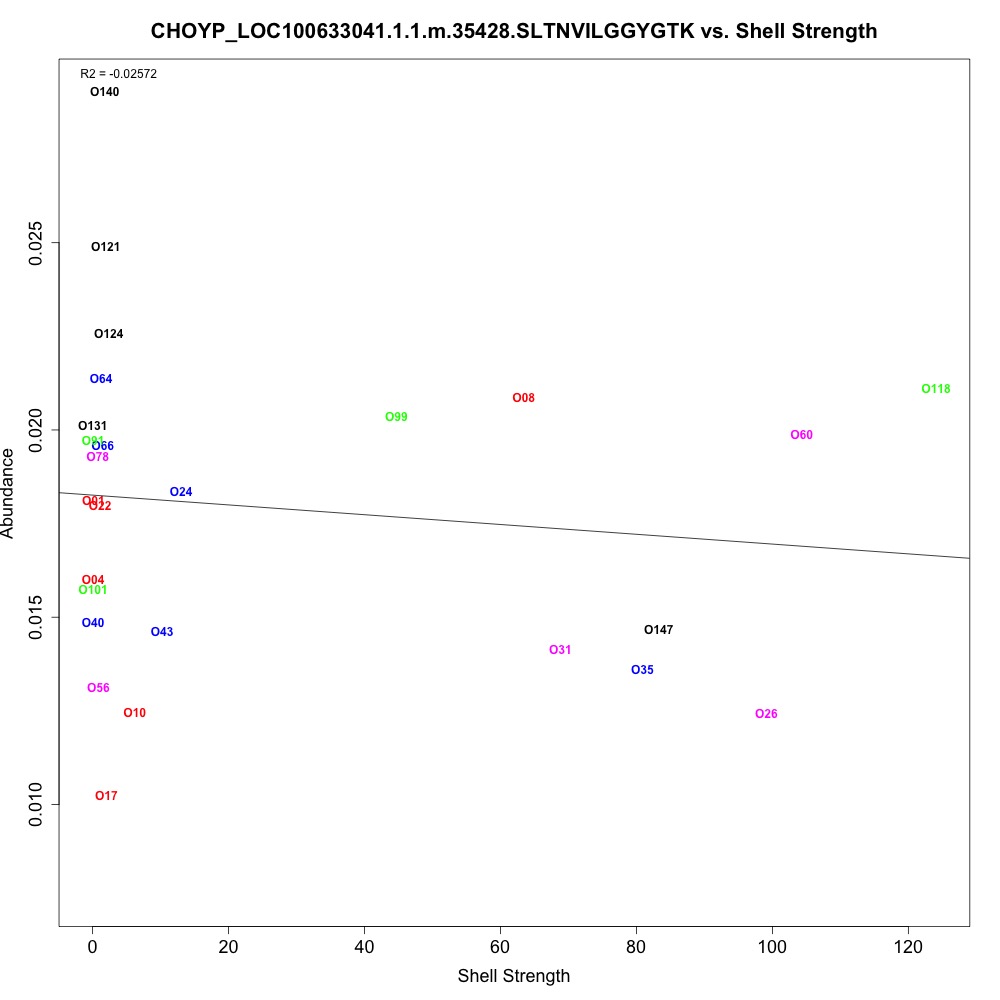 CHOYP_LOC100633041.1.1.m.35428.SLTNVILGGYGTK vs. Shell Strength
R2 = -0.02572
O140
0.025
O121
O124
O64
O118
O08
O99
O131
0.020
O60
O91
O66
O78
Abundance
O24
O01
O22
O04
O101
0.015
O40
O43
O147
O31
O35
O56
O10
O26
O17
0.010
0 20 40 60 80 100 120
Shell Strength